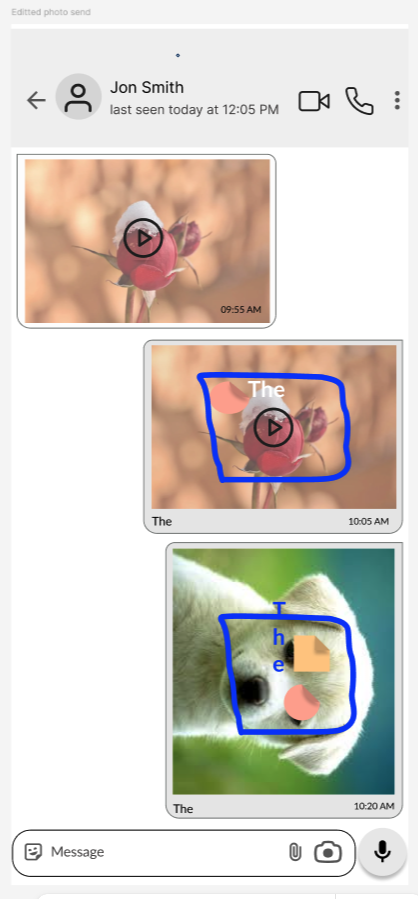 Editted photo send
Jon Smith
last seen today at 12:05 PM
09:55 AM
The
The
10:05 AM
T
h
e
The
10:20 AM
Message